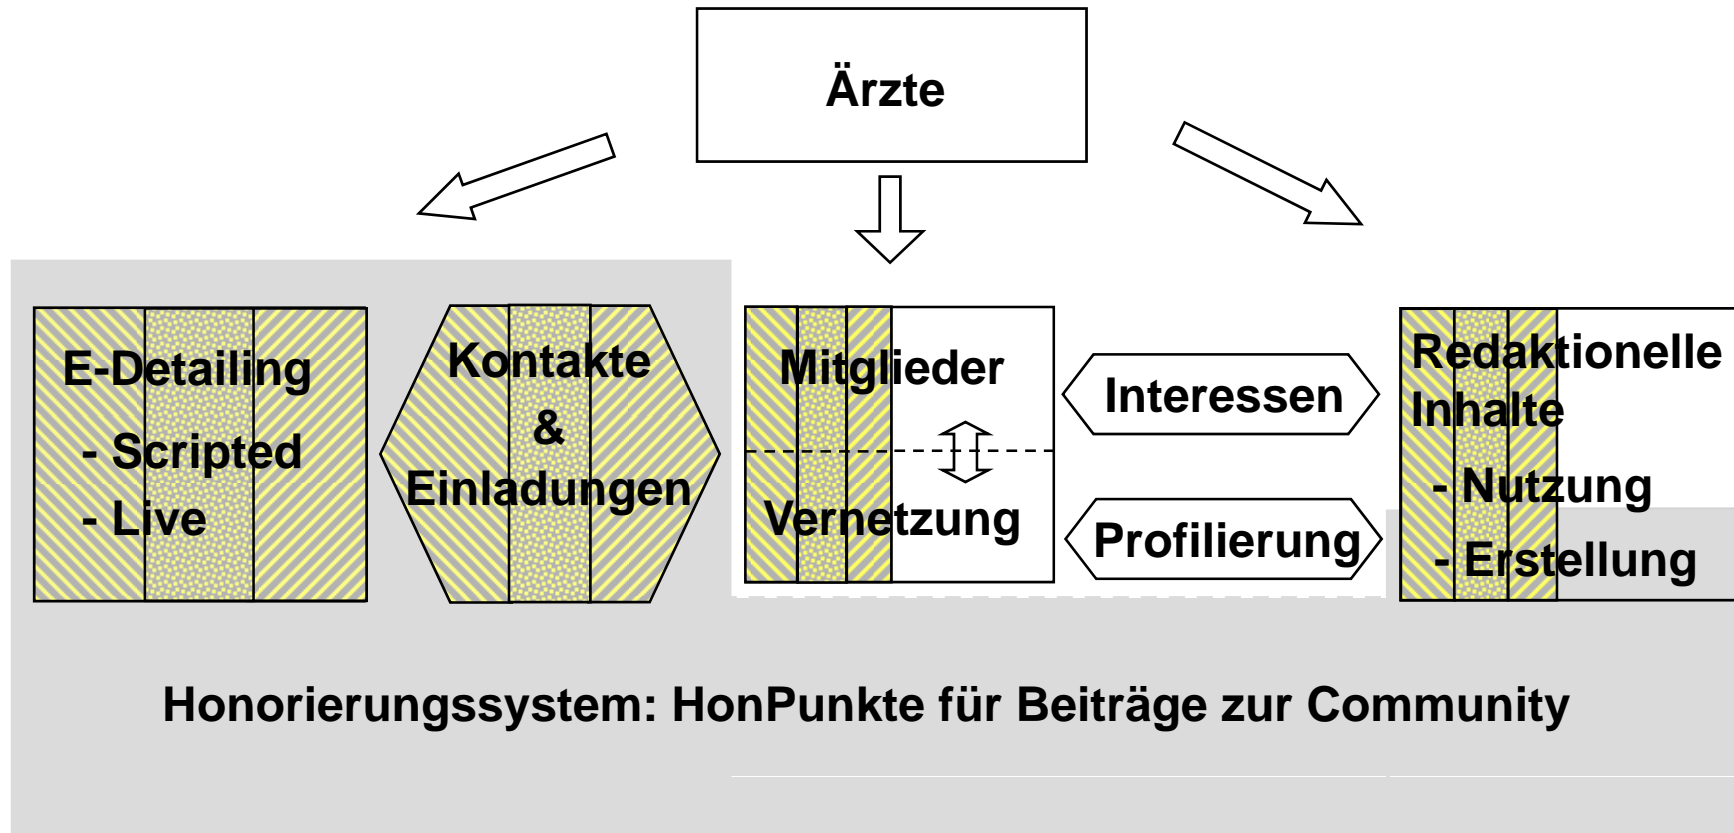 Ärzte
E-Detailing
- Scripted
- Live
Kontakte
&
Einladungen
Mitglieder
Vernetzung
Interessen
Profilierung
Redaktionelle
Inhalte
- Nutzung
- Erstellung
Honorierungssystem: HonPunkte für Beiträge zur Community